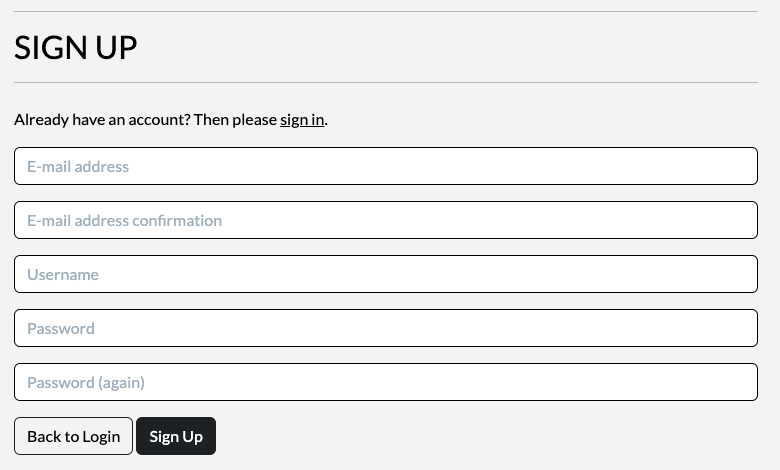 SIGN UP
Already have an account? Then please sign in.
E-mail address
E-mail address confirmation
Username
Password
Password (again)
Back to Login Sign Up